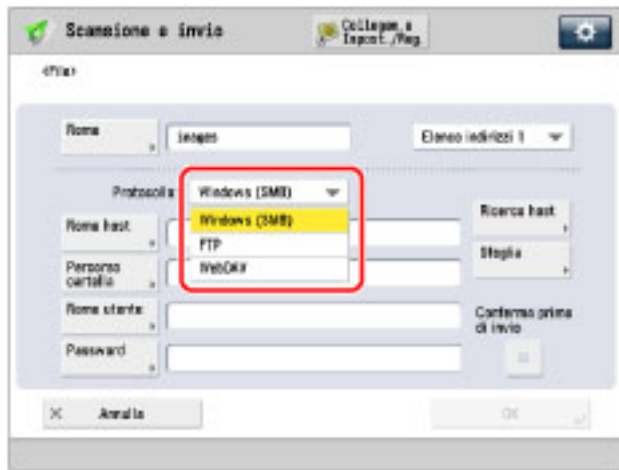 Scansione e invio
Collegam. a
Impost./Reg.
<File>
Nome
images
Elenco indirizzi 1
Protocollo:
Windows (SMB)
Nome host
Windows (SMB)
Ricerca host
FTP
Percorso
cartella
WebDAV
Sfoglia
Nome utente
Conferma prima
di invio
Password
Annulla
OK